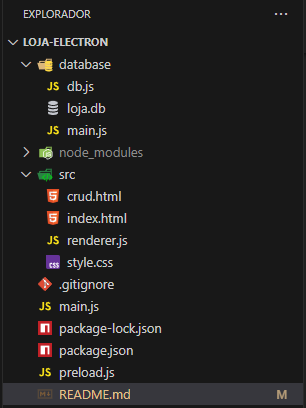 EXPLORADOR ...
LOJA-ELECTRON
database
JS db.js
loja.db
JS main.js
node_modules
src
5 crud.html
5 index.html
JS renderer.js
CSS style.css
.gitignore
JS main.js
n package-lock.json
n package.json
JS preload.js
M README.md M